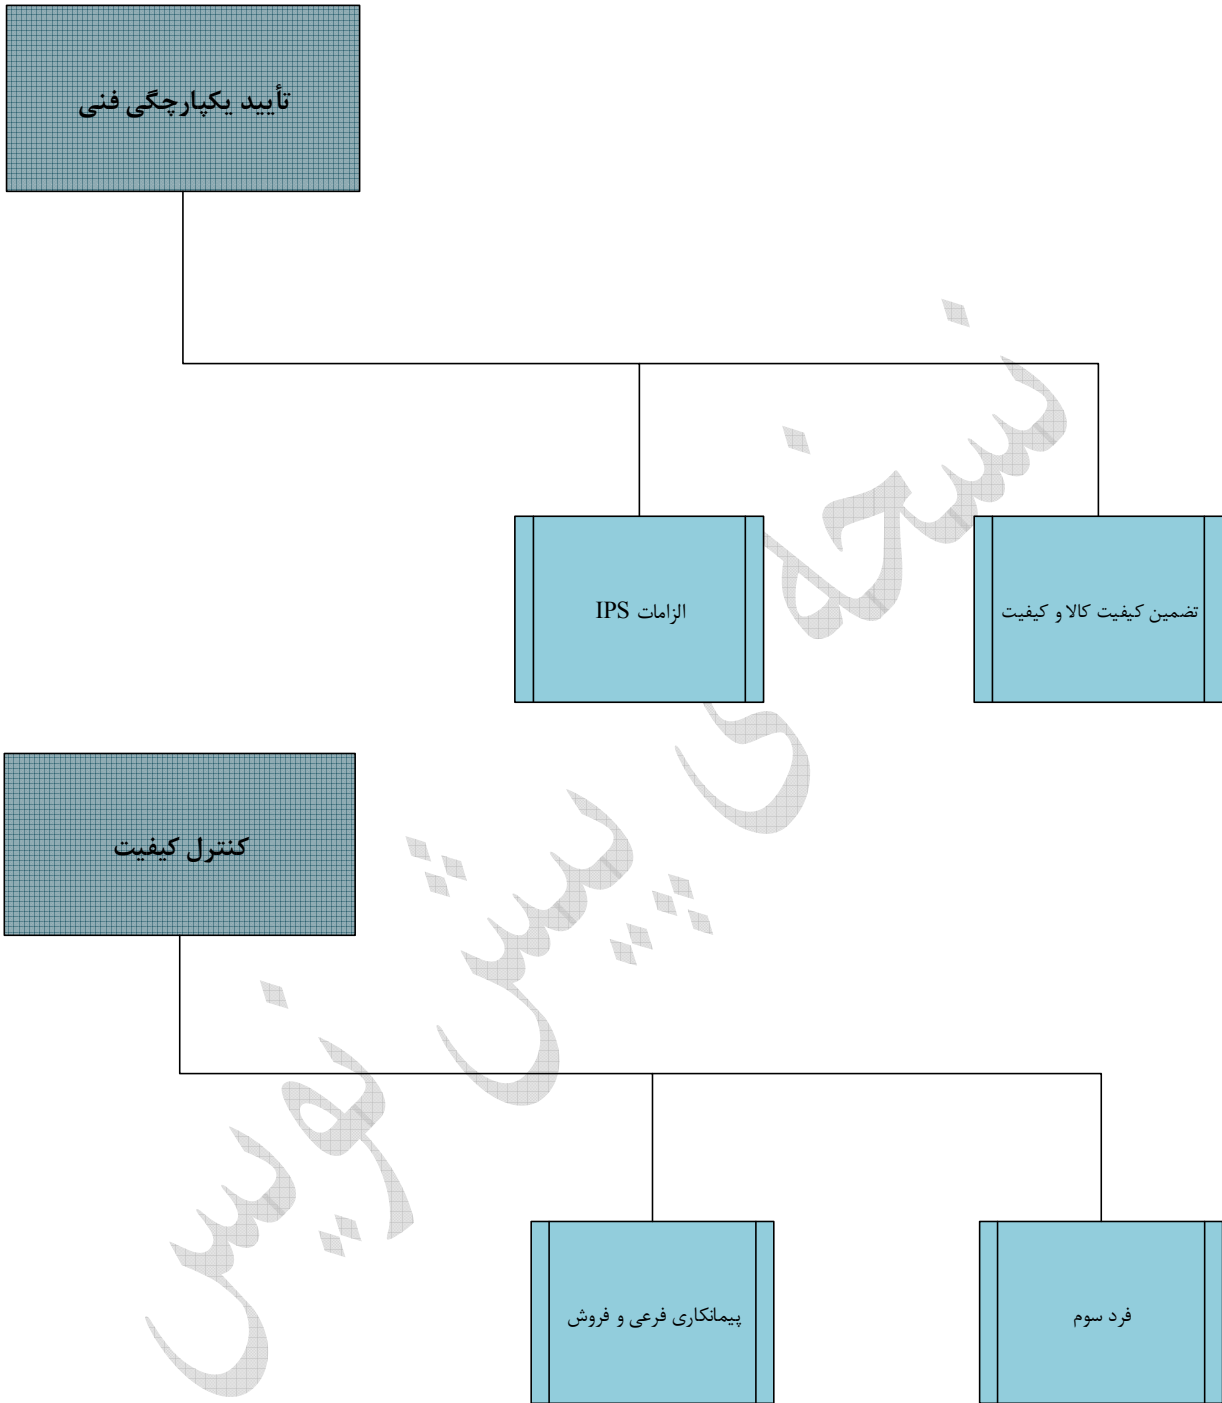 تأیید یکپارچگی فنی
تضمین کیفیت کالا و کیفیت
الزامات IPS
کنترل کیفیت
فرد سوم
پیمانکاری فرعی و فروش
نسخه‌ی پیش نویس